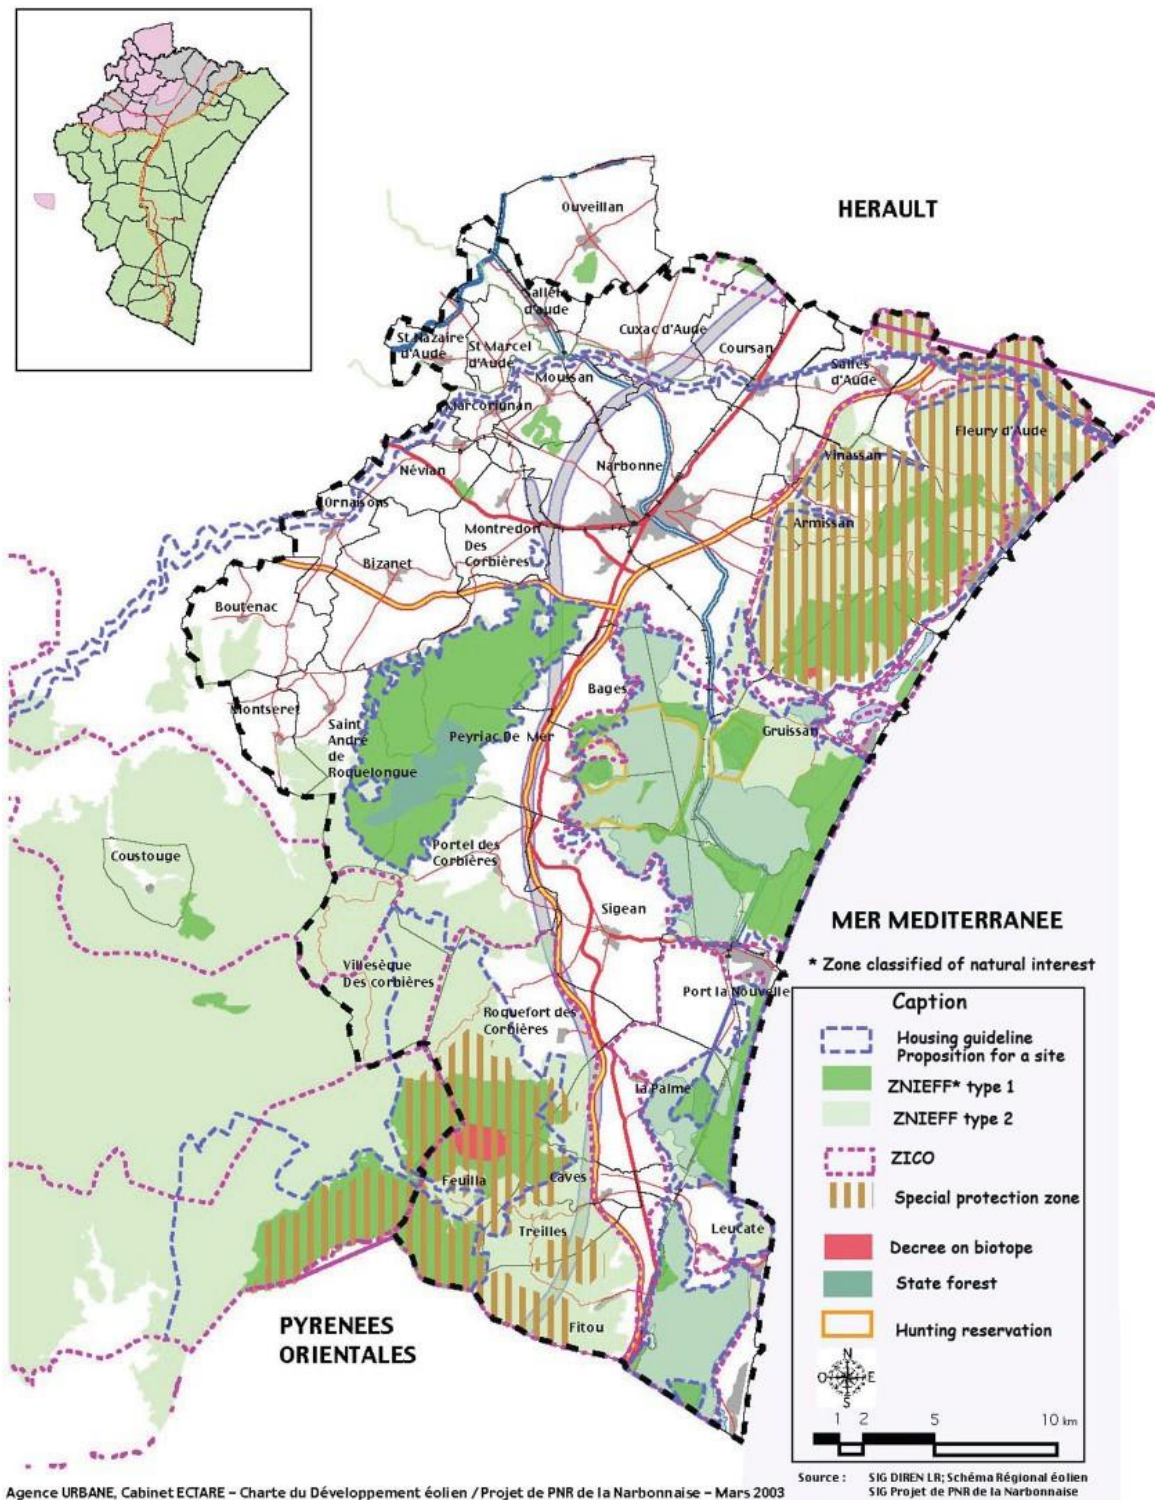 HERAULT
Ouveillan
Sallèle
d'aude
Cuxac d'Aude
St Nazaire
d'Aude
St Marcel
d'Aude
Coursan
Moussan
Salles
d'Aude
Marcorignan
Fleury d'Aude
Vinassan
Névian
Narbonne
Ornaisons
Armissan
Montredon
Des
Corbières
Bizanet
Boutenac
Bages
Montseret
Saint
André
de
Roquelongue
Peyriac De Mer
Gruissan
Portel des
Corbières
Coustouge
Sigean
MER MEDITERRANEE
* Zone classified of natural interest
Villesèque
Des corbières
Port la Nouvelle
Roquefort des
Corbières
La Palme
Feuilla
Caves
Treilles
Leucate
Fitou
PYRENEES
ORIENTALES
Caption
Housing guideline
Proposition for a site
ZNIEFF* type 1
ZNIEFF type 2
ZICO
Special protection zone
Decree on biotope
State forest
Hunting reservation
N
O E
S
1 2 5 10 km
Source : SIG DIREN LR; Schéma Régional éolien
SIG Projet de PNR de la Narbonnaise
Agence URBANE, Cabinet ECTARE – Charte du Développement éolien / Projet de PNR de la Narbonnaise – Mars 2003